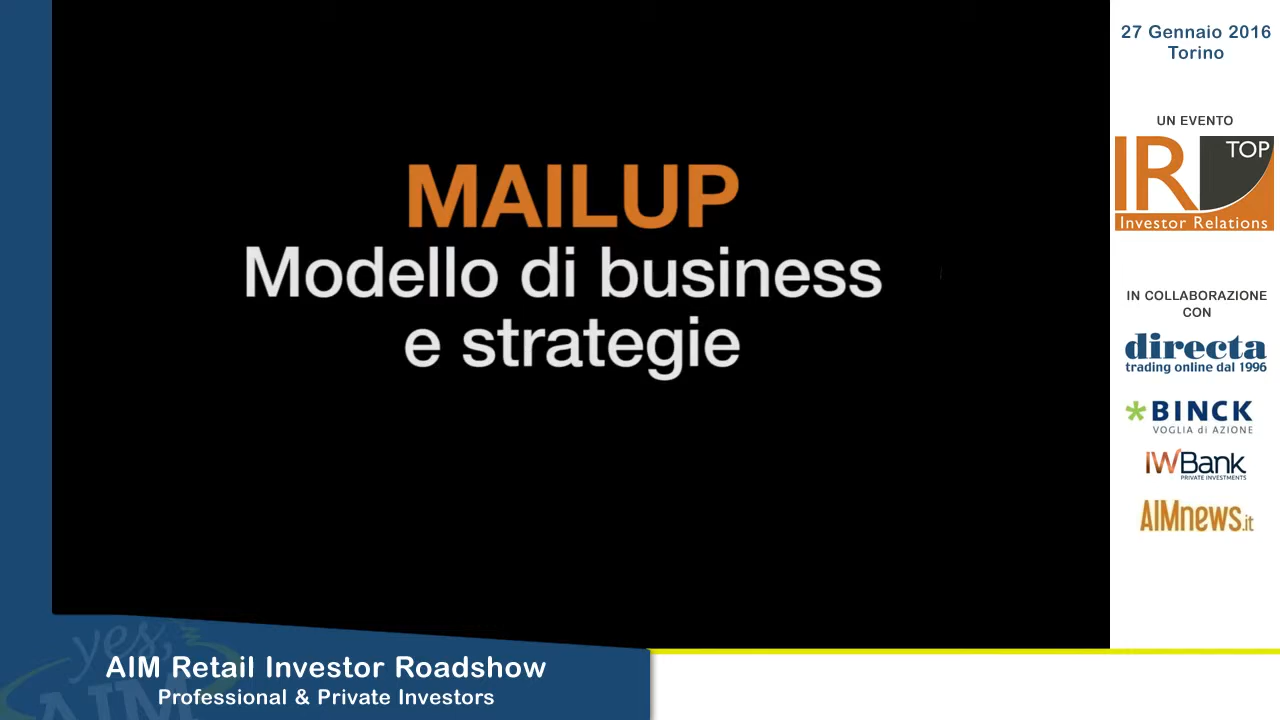 MAILUP
Modello di business
e strategie
27 Gennaio 2016
Torino
UN EVENTO
IR TOP
Investor Relations
IN COLLABORAZIONE
CON
directa
trading online dal 1996
*BINCK
VOGLIA di AZIONE
IWBank
PRIVATE INVESTMENTS
AIMnews.it
yes,
AIM
AIM Retail Investor Roadshow
Professional & Private Investors